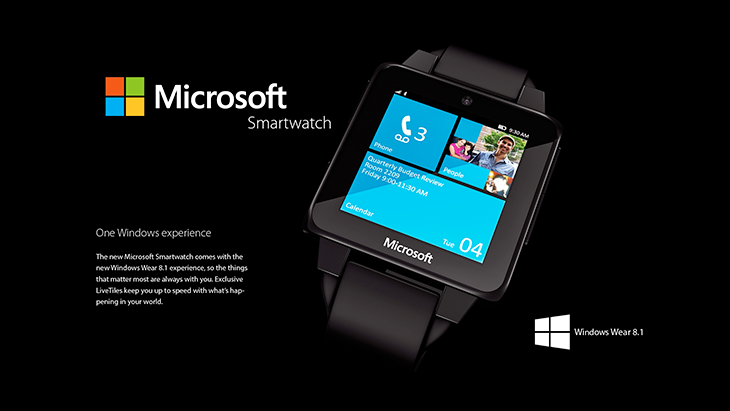 Microsoft
Smartwatch
One Windows experience
The new Microsoft Smartwatch comes with the
new Windows Wear 8.1 experience, so the things
that matter most are always with you. Exclusive
LiveTiles keep you up to speed with what's hap-
pening in your world.
9:30 AM
3
Phone
People
Quarterly Budget Review
Room 2209
Friday 9:00-11:30 AM
Calendar
Tue 04
Microsoft
Windows Wear 8.1